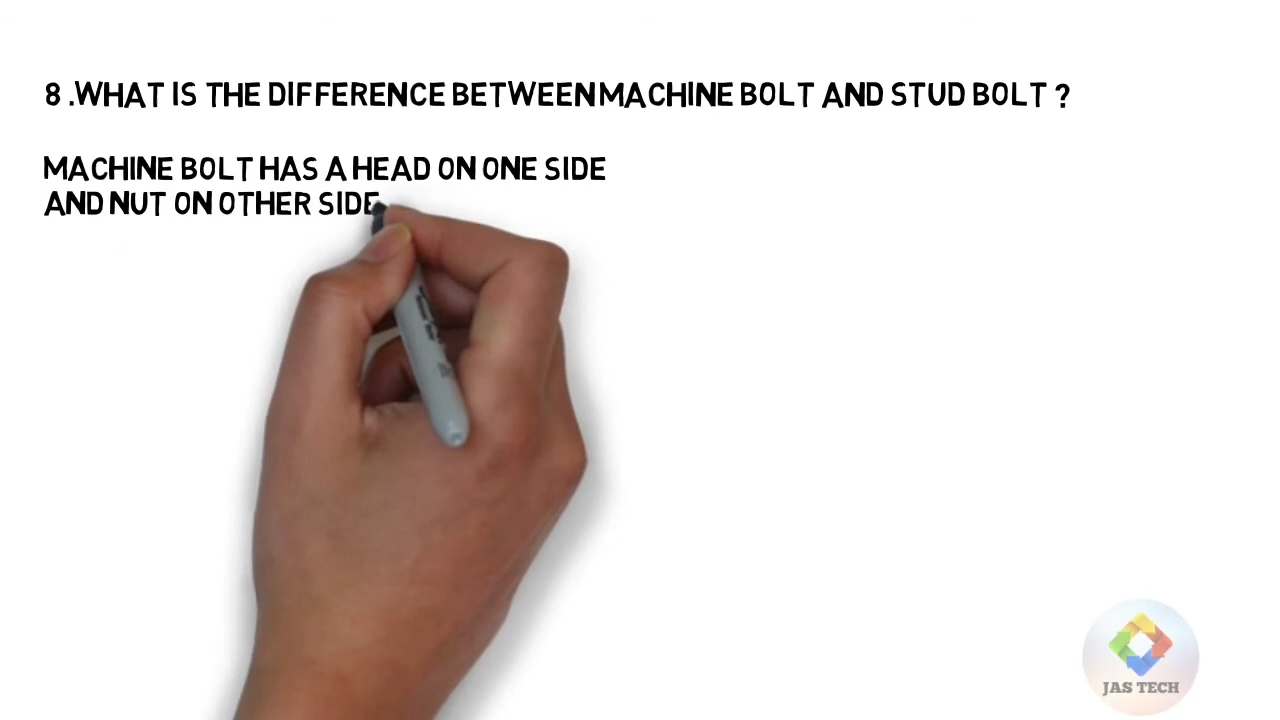 8 .WHAT IS THE DIFFERENCE BETWEEN MACHINE BOLT AND STUD BOLT ?
MACHINE BOLT HAS A HEAD ON ONE SIDE
AND NUT ON OTHER SIDE
JAS TECH